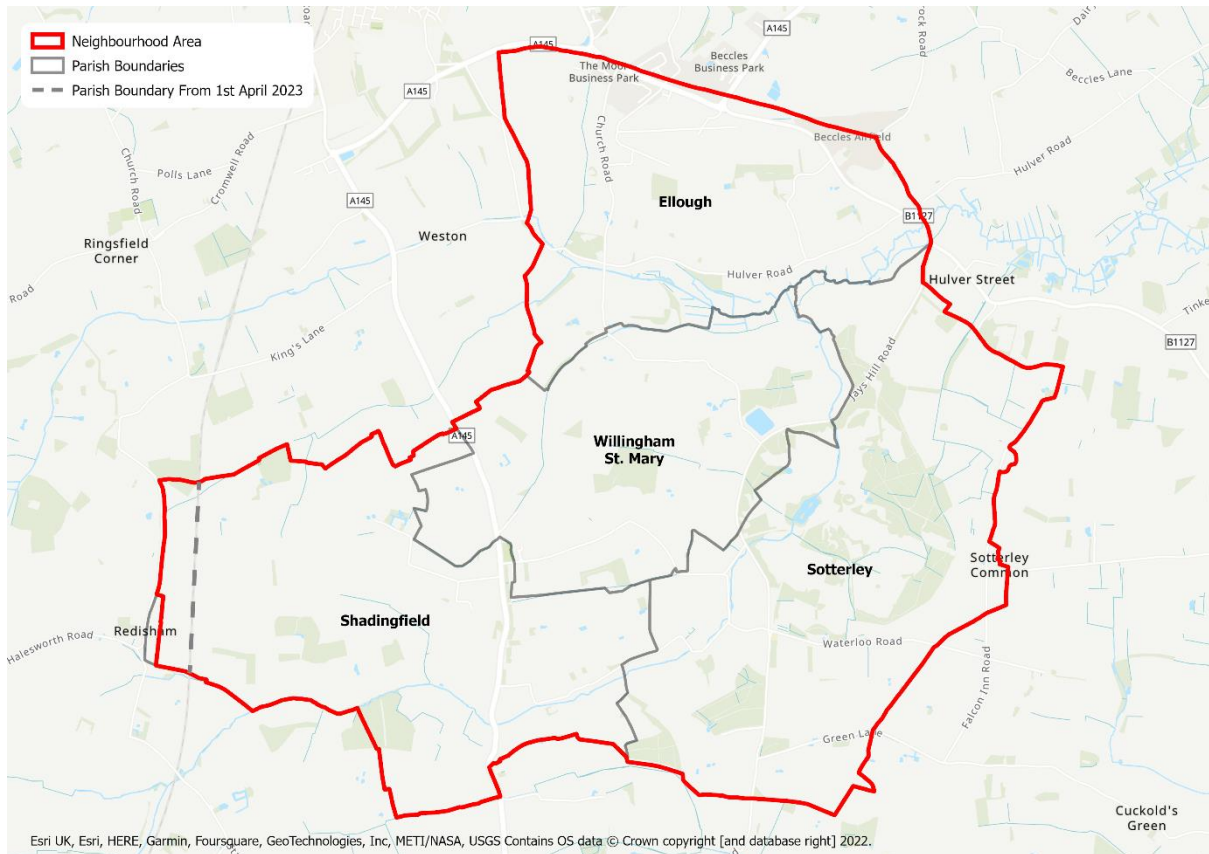 Neighbourhood Area
Parish Boundaries
Parish Boundary From 1st April 2023
Road
A145
A145
Beccles
Business Park
The Moor
Business Park
Road
Dairy
Beccles Lane
A145
Church Road
Cromwell Road
Polls Lane
Church Road
Beccles Airfield
Hulver Road
A145
Ellough
B1127
Weston
Ringsfield
Corner
Hulver Road
Hulver Street
Road
King's Lane
B1127
Jays Hill Road
A145
Willingham
St. Mary
Sotterley
Sotterley
Common
Shadingfield
Redisham
Halesworth Road
Waterloo Road
Falcon Inn Road
Green Lane
Cuckold's
Green
Esri UK, Esri, HERE, Garmin, Foursquare, GeoTechnologies, Inc, METI/NASA, USGS Contains OS data © Crown copyright [and database right] 2022.